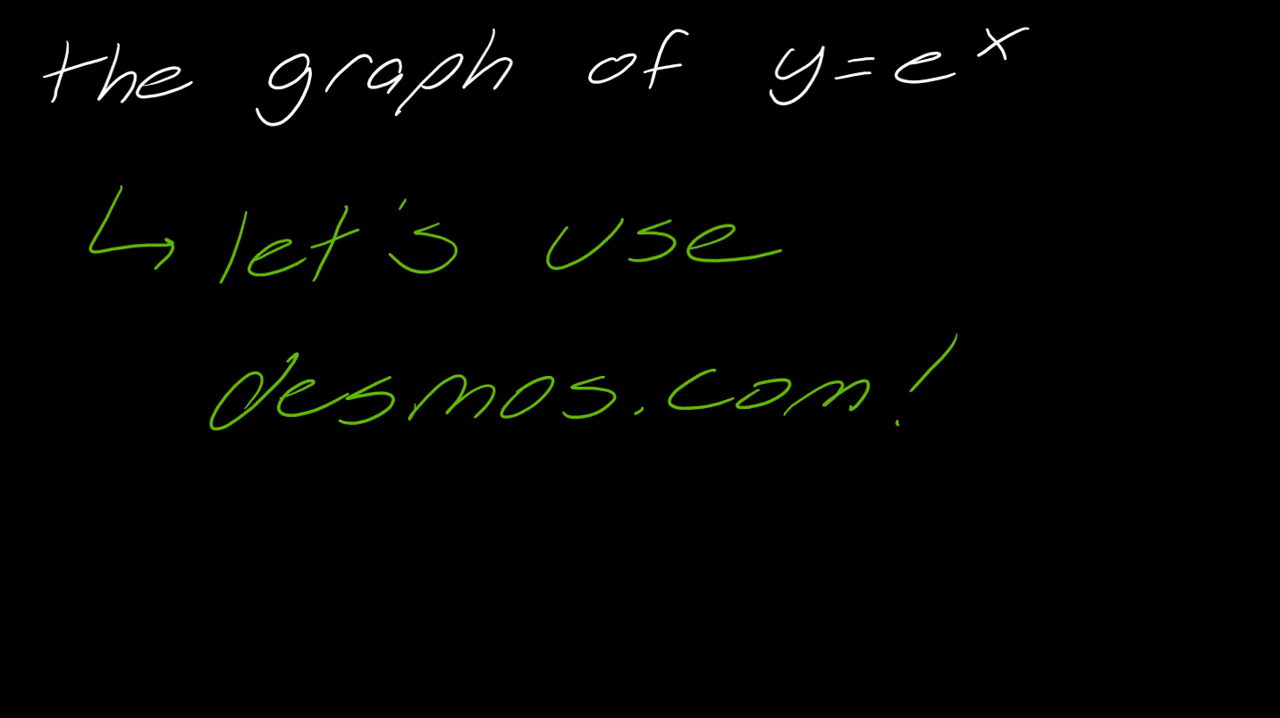 the graph of y=e^x
↳ let's use
desmos.com!